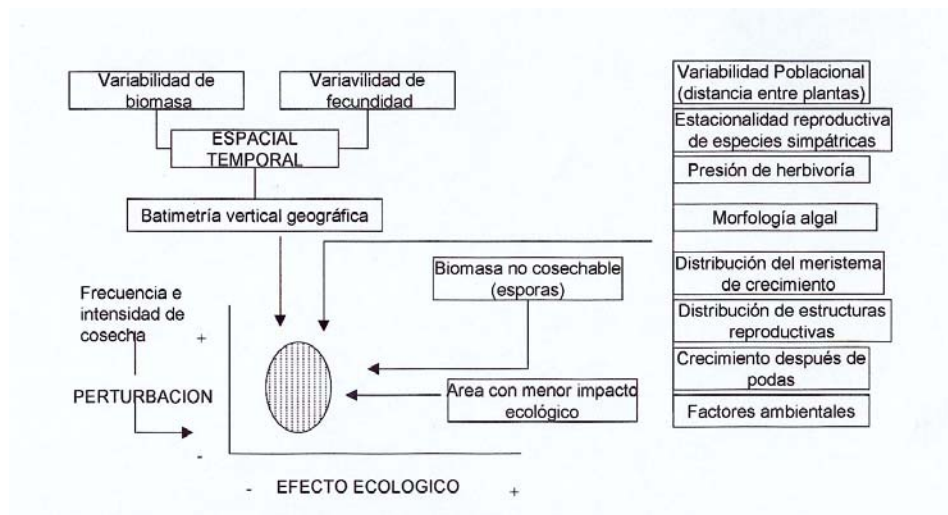 Variabilidad de
biomasa
Variavilidad de
fecundidad
ESPACIAL
TEMPORAL
Batimetría vertical geográfica
Variabilidad Poblacional
(distancia entre plantas)
Estacionalidad reproductiva
de especies simpátricas
Presión de herbivoría
Morfología algal
Distribución del meristema
de crecimiento
Distribución de estructuras
reproductivas
Crecimiento después de
podas
Factores ambientales
Biomasa no cosechable
(esporas)
Area con menor impacto
ecológico
Frecuencia e
intensidad de
cosecha
+
PERTURBACION
-
- EFECTO ECOLOGICO +